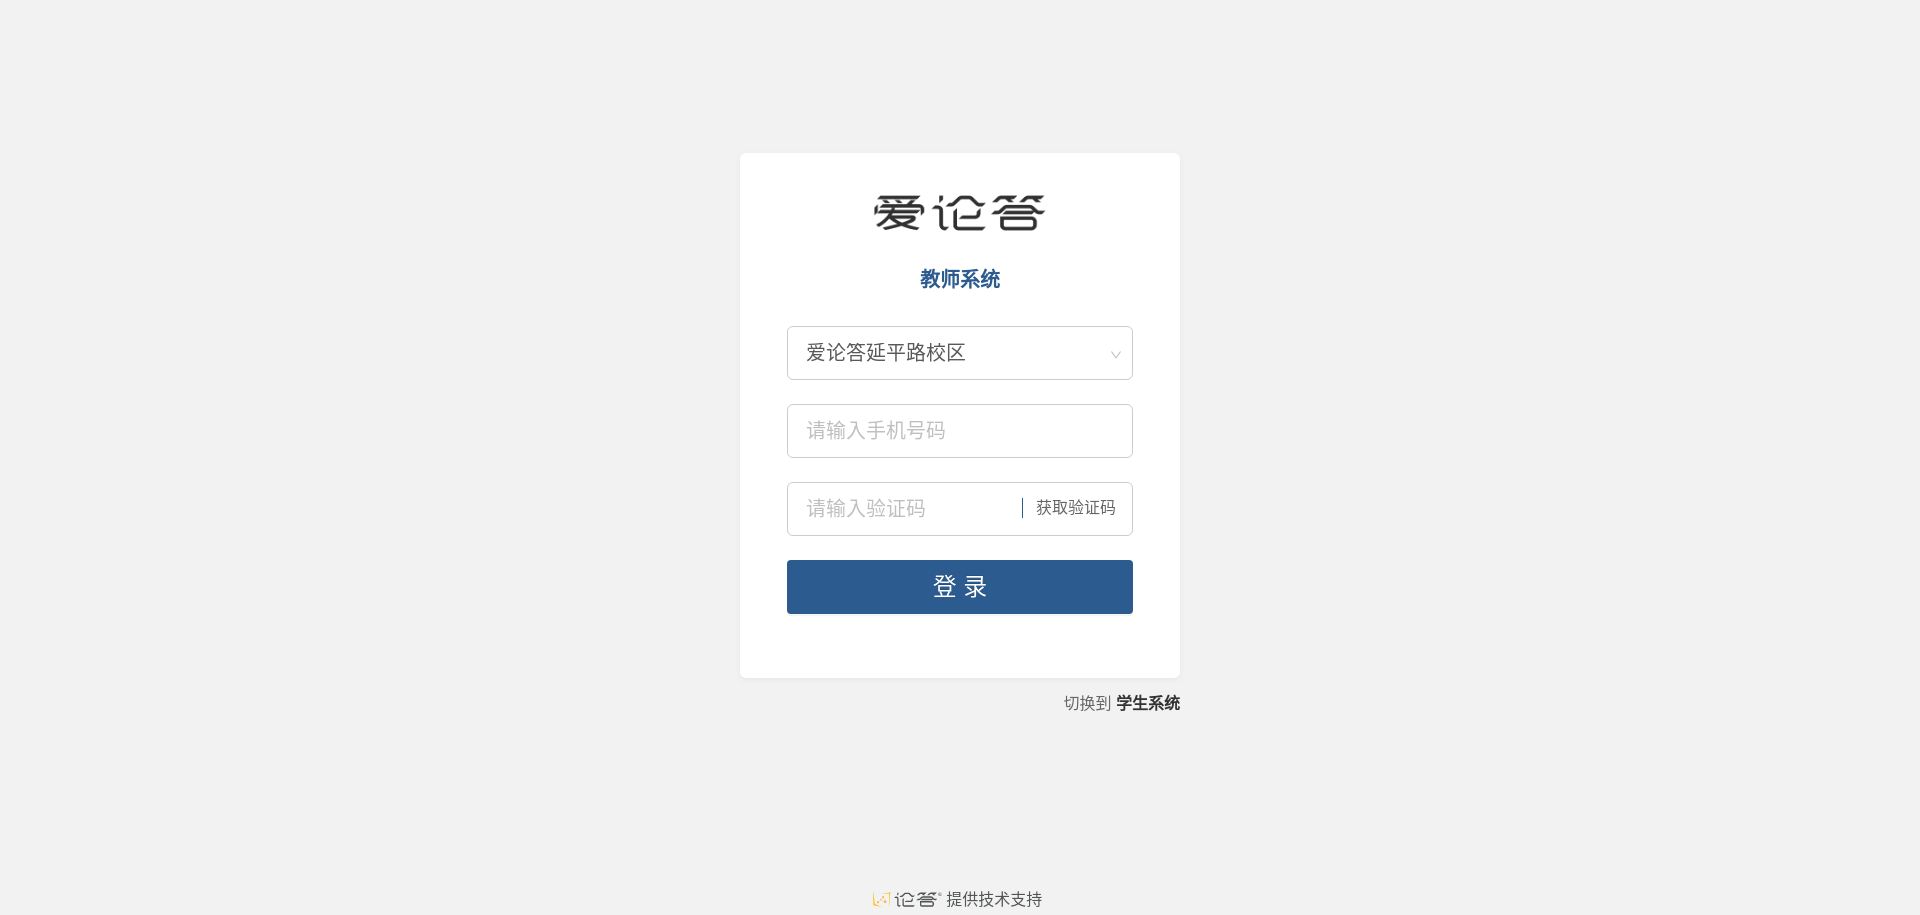 爱论答
教师系统
爱论答延平路校区
请输入手机号码
请输入验证码 获取验证码
登 录
切换到 学生系统
论答® 提供技术支持